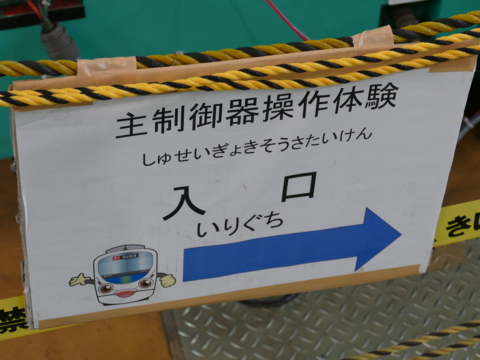 主制御器操作体験
しゅせいぎょきそうさたいけん
入 口
いりぐち
禁